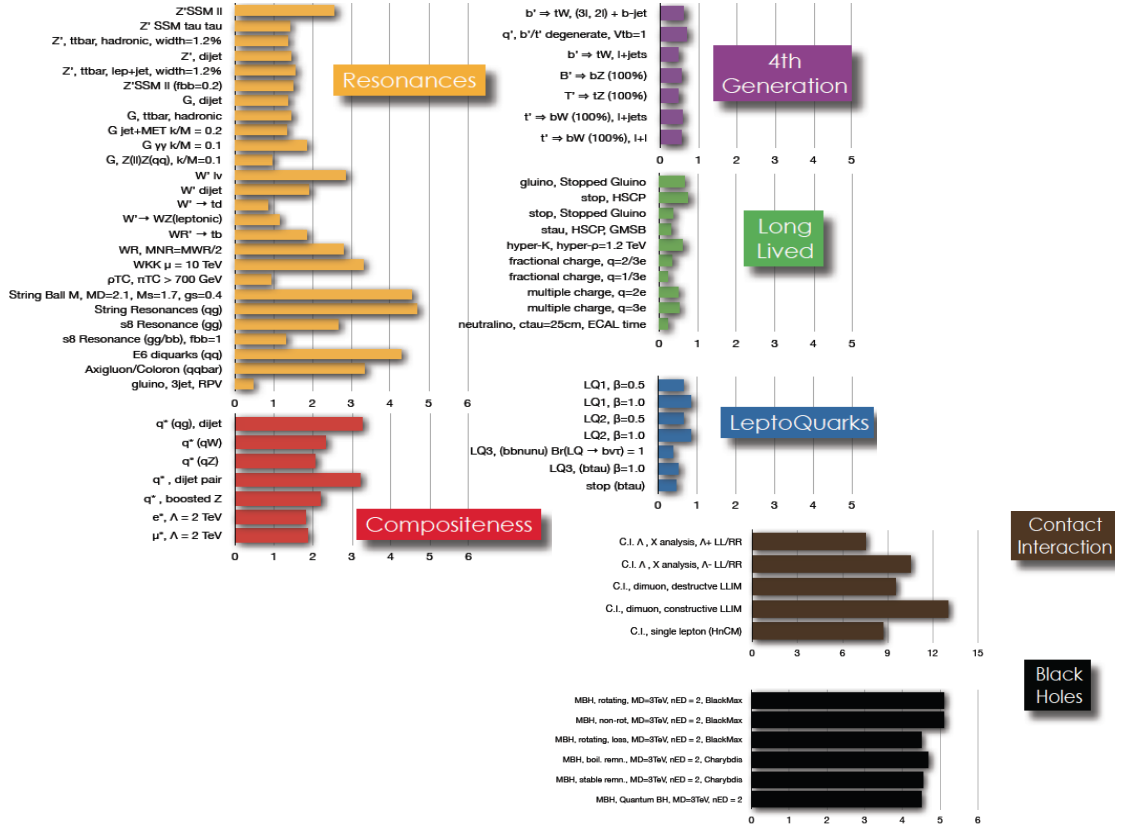 Z'SSM ll
Z' SSM tau tau
Z', ttbar, hadronic, width=1.2%
Z', dijet
Z', ttbar, lep+jet, width=1.2%
Z'SSM ll (fbb=0.2)
G, dijet
G, ttbar, hadronic
G jet+MET k/M = 0.2
G γγ k/M = 0.1
G, Z(ll)Z(qq), k/M=0.1
W' lν
W' dijet
W' → td
W' → WZ(leptonic)
WR' → tb
WR, MNR=MWR/2
WKK μ = 10 TeV
ρTC, πTC > 700 GeV
String Ball M, MD=2.1, Ms=1.7, gs=0.4
String Resonances (qg)
s8 Resonance (gg)
s8 Resonance (gg/bb), fbb=1
E6 diquarks (qq)
Axigluon/Coloron (qqbar)
gluino, 3jet, RPV
0 1 2 3 4 5 6
Resonances
q* (qg), dijet
q* (qW)
q* (qZ)
q* , dijet pair
q* , boosted Z
e*, Λ = 2 TeV
μ*, Λ = 2 TeV
0 1 2 3 4 5 6
Compositeness
b' ⇒ tW, (3l, 2l) + b-jet
q', b'/t' degenerate, Vtb=1
b' ⇒ tW, l+jets
B' ⇒ bZ (100%)
T' ⇒ tZ (100%)
t' ⇒ bW (100%), l+jets
t' ⇒ bW (100%), l+l
0 1 2 3 4 5
4th
Generation
gluino, Stopped Gluino
stop, HSCP
stop, Stopped Gluino
stau, HSCP, GMSB
hyper-K, hyper-ρ=1.2 TeV
fractional charge, q=2/3e
fractional charge, q=1/3e
multiple charge, q=2e
multiple charge, q=3e
neutralino, ctau=25cm, ECAL time
0 1 2 3 4 5
Long
Lived
LQ1, β=0.5
LQ1, β=1.0
LQ2, β=0.5
LQ2, β=1.0
LQ3, (bbnunu) Br(LQ → bντ) = 1
LQ3, (btau) β=1.0
stop (btau)
0 1 2 3 4 5
LeptoQuarks
C.I. Λ , X analysis, Λ+ LL/RR
C.I. Λ , X analysis, Λ- LL/RR
C.I., dimuon, destructve LLIM
C.I., dimuon, constructive LLIM
C.I., single lepton (HnCM)
0 3 6 9 12 15
Contact
Interaction
MBH, rotating, MD=3TeV, nED = 2, BlackMax
MBH, non-rot, MD=3TeV, nED = 2, BlackMax
MBH, rotating, loss, MD=3TeV, nED = 2, BlackMax
MBH, boil. remn., MD=3TeV, nED = 2, Charybdis
MBH, stable remn., MD=3TeV, nED = 2, Charybdis
MBH, Quantum BH, MD=3TeV, nED = 2
0 1 2 3 4 5 6
Black
Holes